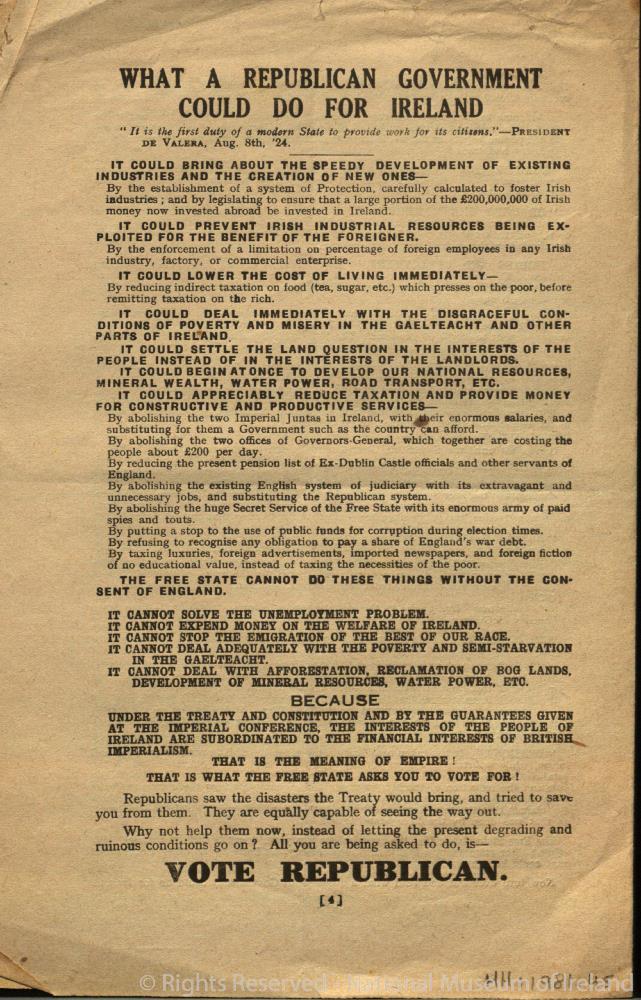 WHAT A REPUBLICAN GOVERNMENT
COULD DO FOR IRELAND
"It is the first duty of a modern State to provide work for its citizens."—PRESIDENT
DE VALERA, Aug. 8th, '24.
IT COULD BRING ABOUT THE SPEEDY DEVELOPMENT OF EXISTING
INDUSTRIES AND THE CREATION OF NEW ONES—
By the establishment of a system of Protection, carefully calculated to foster Irish
industries ; and by legislating to ensure that a large portion of the £200,000,000 of Irish
money now invested abroad be invested in Ireland.
IT COULD PREVENT IRISH INDUSTRIAL RESOURCES BEING EX-
PLOITED FOR THE BENEFIT OF THE FOREIGNER.
By the enforcement of a limitation on percentage of foreign employees in any Irish
industry, factory, or commercial enterprise.
IT COULD LOWER THE COST OF LIVING IMMEDIATELY—
By reducing indirect taxation on food (tea, sugar, etc.) which presses on the poor, before
remitting taxation on the rich.
IT COULD DEAL IMMEDIATELY WITH THE DISGRACEFUL CON-
DITIONS OF POVERTY AND MISERY IN THE GAELTEACHT AND OTHER
PARTS OF IRELAND.
IT COULD SETTLE THE LAND QUESTION IN THE INTERESTS OF THE
PEOPLE INSTEAD OF IN THE INTERESTS OF THE LANDLORDS.
IT COULD BEGIN AT ONCE TO DEVELOP OUR NATIONAL RESOURCES,
MINERAL WEALTH, WATER POWER, ROAD TRANSPORT, ETC.
IT COULD APPRECIABLY REDUCE TAXATION AND PROVIDE MONEY
FOR CONSTRUCTIVE AND PRODUCTIVE SERVICES—
By abolishing the two Imperial Juntas in Ireland, with their enormous salaries, and
substituting for them a Government such as the country can afford.
By abolishing the two offices of Governors-General, which together are costing the
people about £200 per day.
By reducing the present pension list of Ex-Dublin Castle officials and other servants of
England.
By abolishing the existing English system of judiciary with its extravagant and
unnecessary jobs, and substituting the Republican system.
By abolishing the huge Secret Service of the Free State with its enormous army of paid
spies and touts.
By putting a stop to the use of public funds for corruption during election times.
By refusing to recognise any obligation to pay a share of England's war debt.
By taxing luxuries, foreign advertisements, imported newspapers, and foreign fiction
of no educational value, instead of taxing the necessities of the poor.
THE FREE STATE CANNOT DO THESE THINGS WITHOUT THE CON-
SENT OF ENGLAND.
IT CANNOT SOLVE THE UNEMPLOYMENT PROBLEM.
IT CANNOT EXPEND MONEY ON THE WELFARE OF IRELAND.
IT CANNOT STOP THE EMIGRATION OF THE BEST OF OUR RACE.
IT CANNOT DEAL ADEQUATELY WITH THE POVERTY AND SEMI-STARVATION
IN THE GAELTEACHT.
IT CANNOT DEAL WITH AFFORESTATION, RECLAMATION OF BOG LANDS,
DEVELOPMENT OF MINERAL RESOURCES, WATER POWER, ETC.
BECAUSE
UNDER THE TREATY AND CONSTITUTION AND BY THE GUARANTEES GIVEN
AT THE IMPERIAL CONFERENCE, THE INTERESTS OF THE PEOPLE OF
IRELAND ARE SUBORDINATED TO THE FINANCIAL INTERESTS OF BRITISH
IMPERIALISM.
THAT IS THE MEANING OF EMPIRE !
THAT IS WHAT THE FREE STATE ASKS YOU TO VOTE FOR !
Republicans saw the disasters the Treaty would bring, and tried to save
you from them. They are equally capable of seeing the way out.
Why not help them now, instead of letting the present degrading and
ruinous conditions go on ? All you are being asked to do, is—
VOTE REPUBLICAN.
[4]
© Rights Reserved - National Museum of Ireland